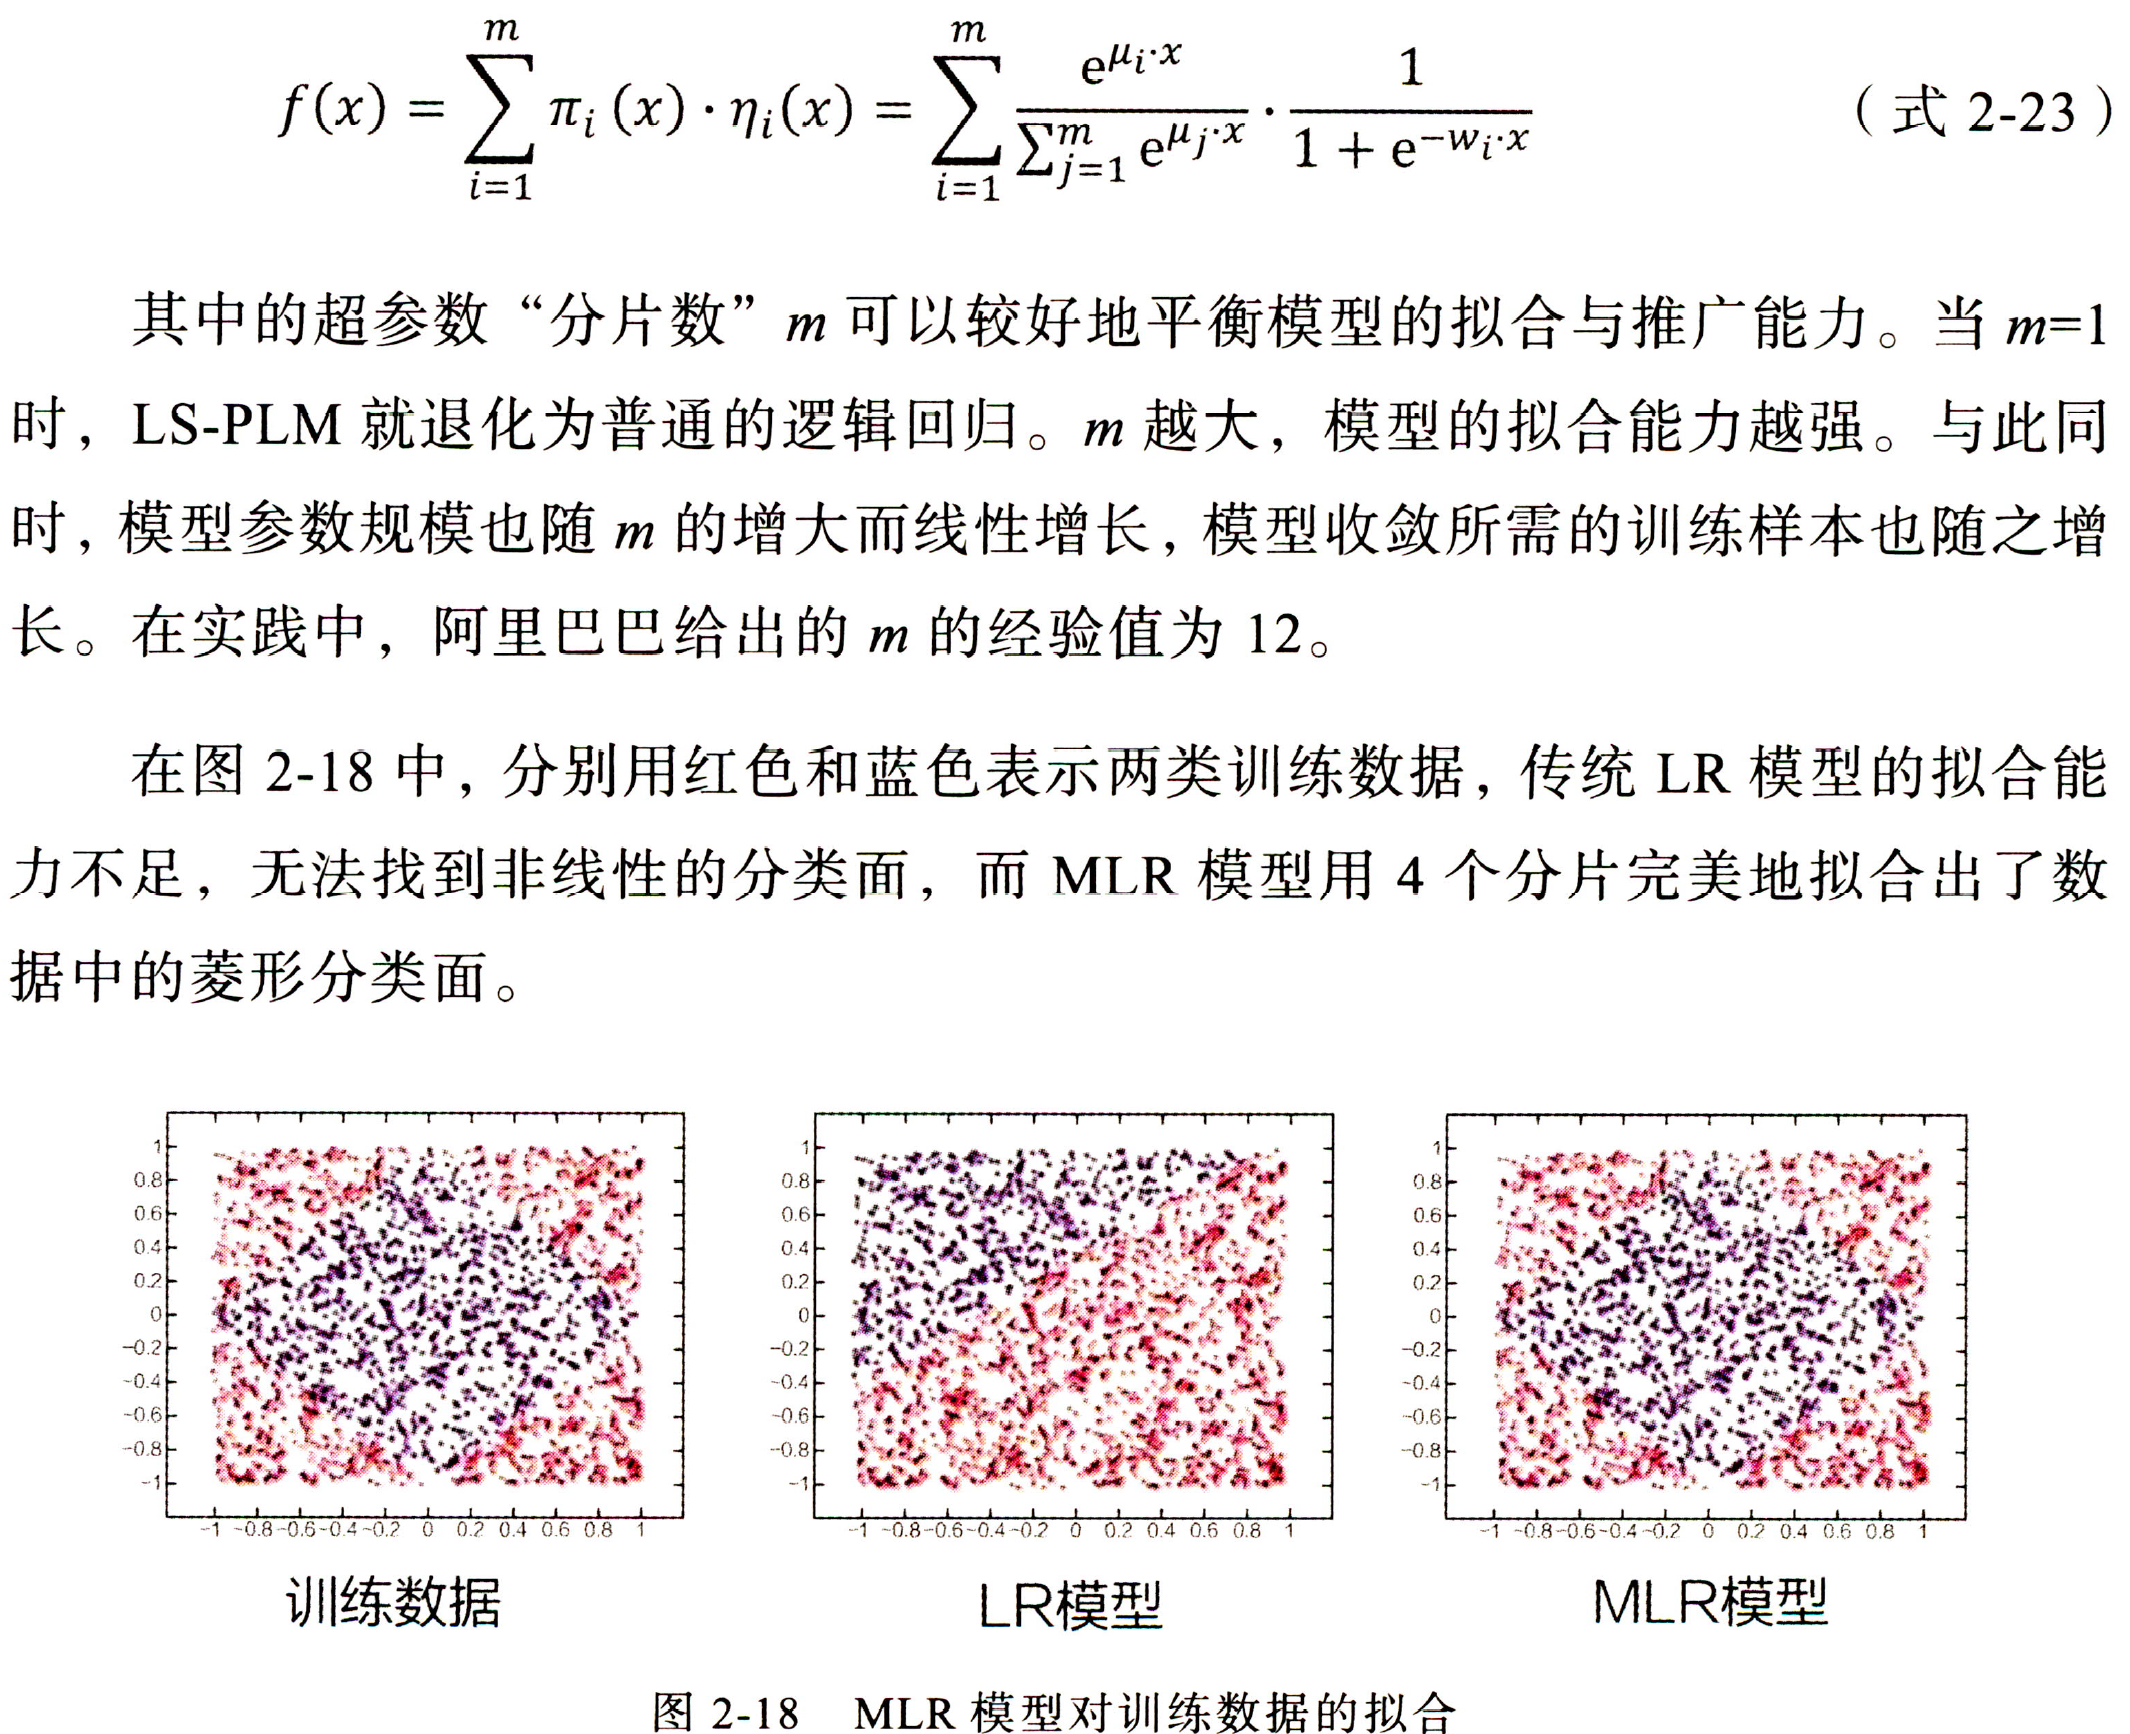 f(x) = \sum_{i=1}^{m} π_i(x) · η_i(x) = \sum_{i=1}^{m} \frac{e^{μ_i·x}}{\sum_{j=1}^{m} e^{μ_j·x}} · \frac{1}{1 + e^{-w_i·x}} （式 2-23）
其中的超参数“分片数”m 可以较好地平衡模型的拟合与推广能力。当 m=1
时，LS-PLM 就退化为普通的逻辑回归。m 越大，模型的拟合能力越强。与此同
时，模型参数规模也随 m 的增大而线性增长，模型收敛所需的训练样本也随之增
长。在实践中，阿里巴巴给出的 m 的经验值为 12。
在图 2-18 中，分别用红色和蓝色表示两类训练数据，传统 LR 模型的拟合能
力不足，无法找到非线性的分类面，而 MLR 模型用 4 个分片完美地拟合出了数
据中的菱形分类面。
1 0.8 0.6 0.4 0.2 0 −0.2 −0.4 −0.6 −0.8 −1
−1 −0.8 −0.6 −0.4 −0.2 0 0.2 0.4 0.6 0.8 1
训练数据
1 0.8 0.6 0.4 0.2 0 −0.2 −0.4 −0.6 −0.8 −1
−1 −0.8 −0.6 −0.4 −0.2 0 0.2 0.4 0.6 0.8 1
LR模型
1 0.8 0.6 0.4 0.2 0 −0.2 −0.4 −0.6 −0.8 −1
−1 −0.8 −0.6 −0.4 −0.2 0 0.2 0.4 0.6 0.8 1
MLR模型
图 2-18 MLR 模型对训练数据的拟合